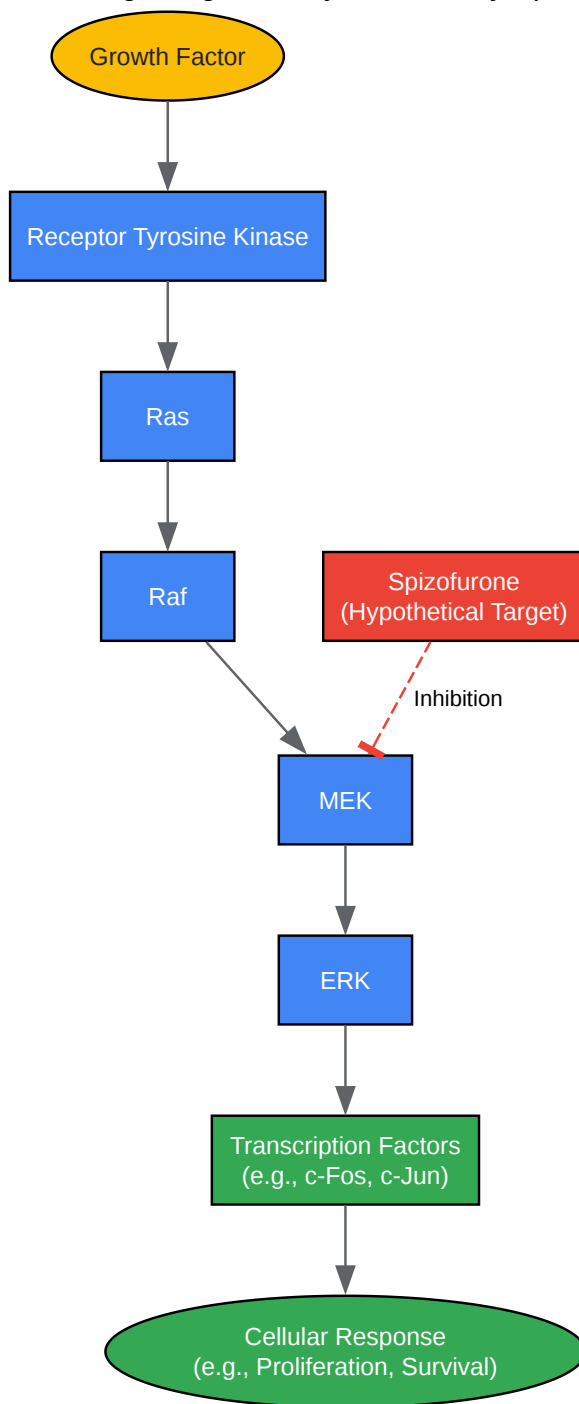 Growth Factor
Receptor Tyrosine Kinase
Ras
Raf
Spizofurone
(Hypothetical Target)
Inhibition
MEK
ERK
Transcription Factors
(e.g., c-Fos, c-Jun)
Cellular Response
(e.g., Proliferation, Survival)